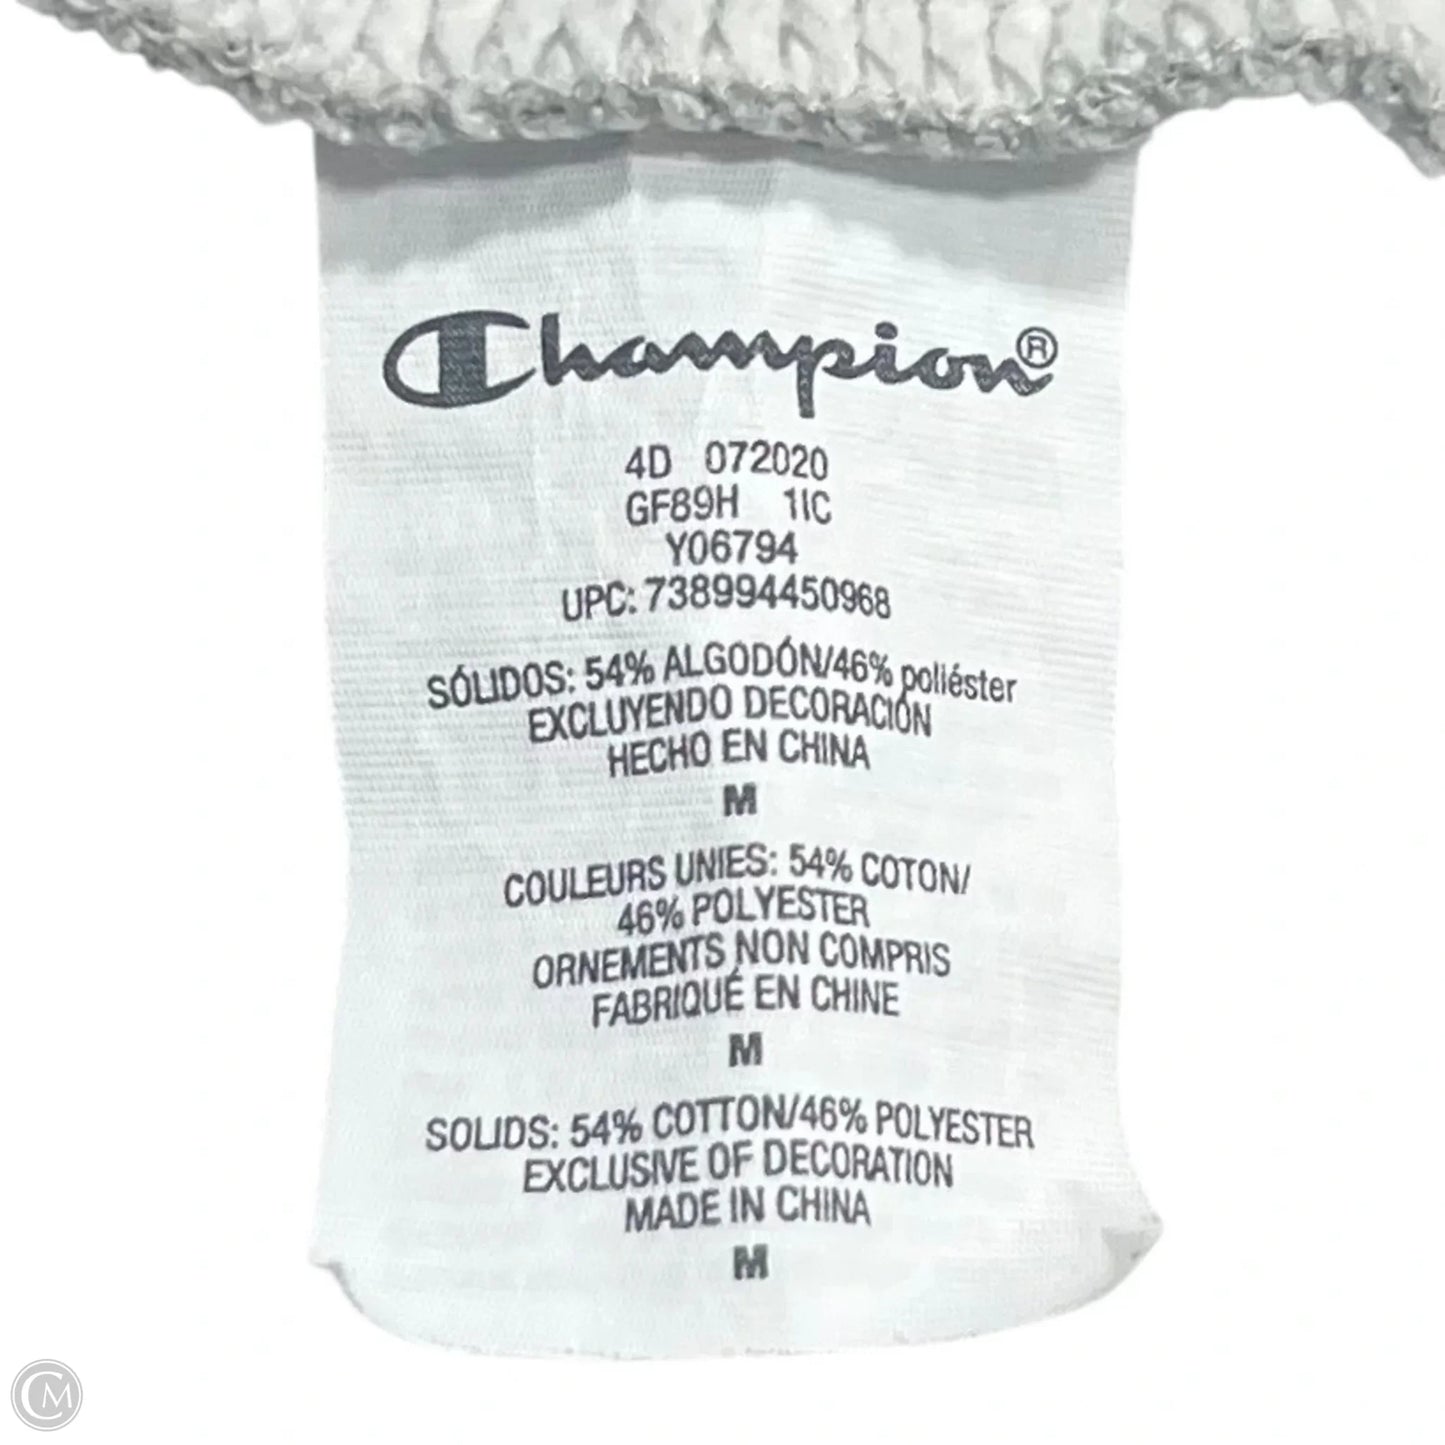 Champion®
4D 072020
GF89H 1IC
Y06794
UPC: 738994450968
SÓLIDOS: 54% ALGODÓN/46% poliéster
EXCLUYENDO DECORACIÓN
HECHO EN CHINA
M
COULEURS UNIES: 54% COTON/
46% POLYESTER
ORNEMENTS NON COMPRIS
FABRIQUÉ EN CHINE
M
SOLIDS: 54% COTTON/46% POLYESTER
EXCLUSIVE OF DECORATION
MADE IN CHINA
M
CM